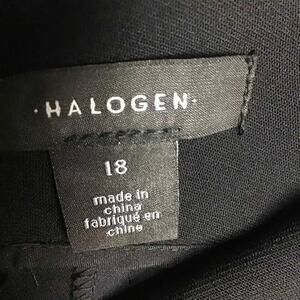 ·HALOGEN·
18
made in
china
fabriqué en
chine